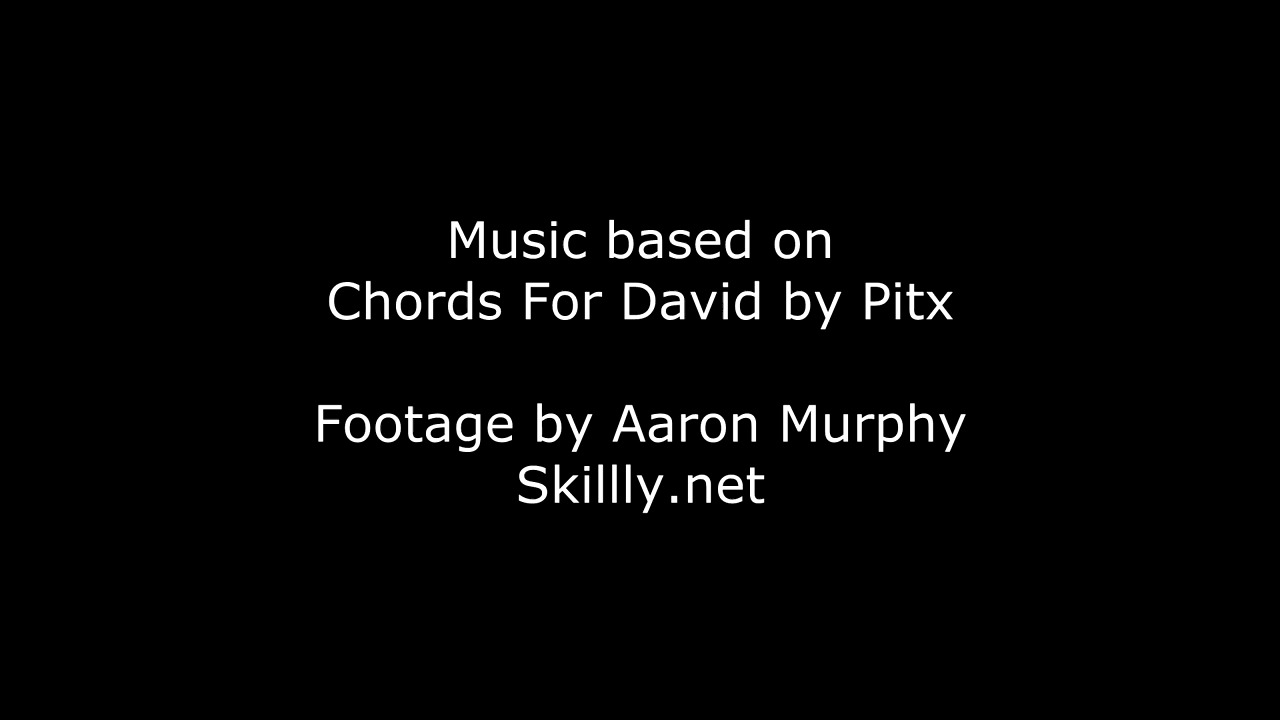 Music based on
Chords For David by Pitx
Footage by Aaron Murphy
Skillly.net